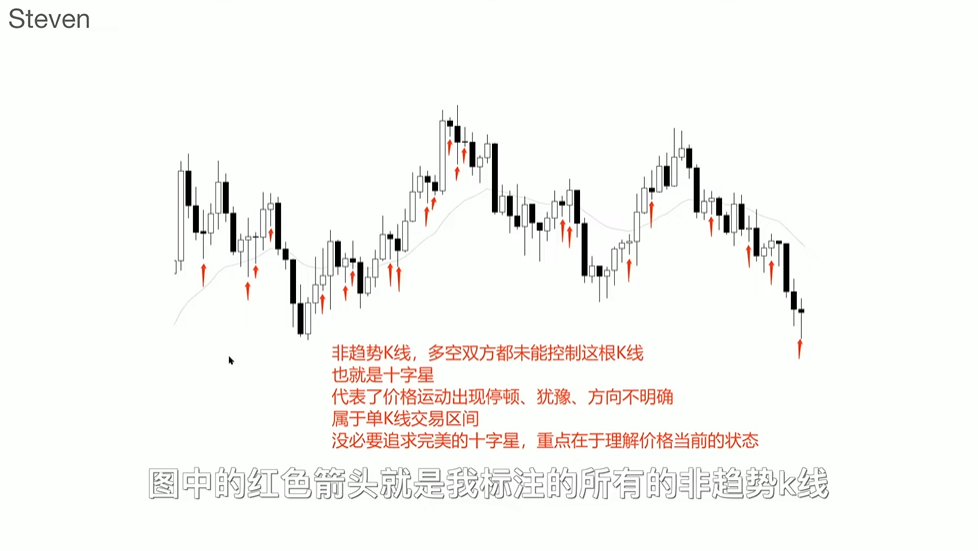 Steven
非趋势K线，多空双方都未能控制这根K线
也就是十字星
代表了价格运动出现停顿、犹豫、方向不明确
属于单K线交易区间
没必要追求完美的十字星，重点在于理解价格当前的状态
图中的红色箭头就是我标注的所有的非趋势k线